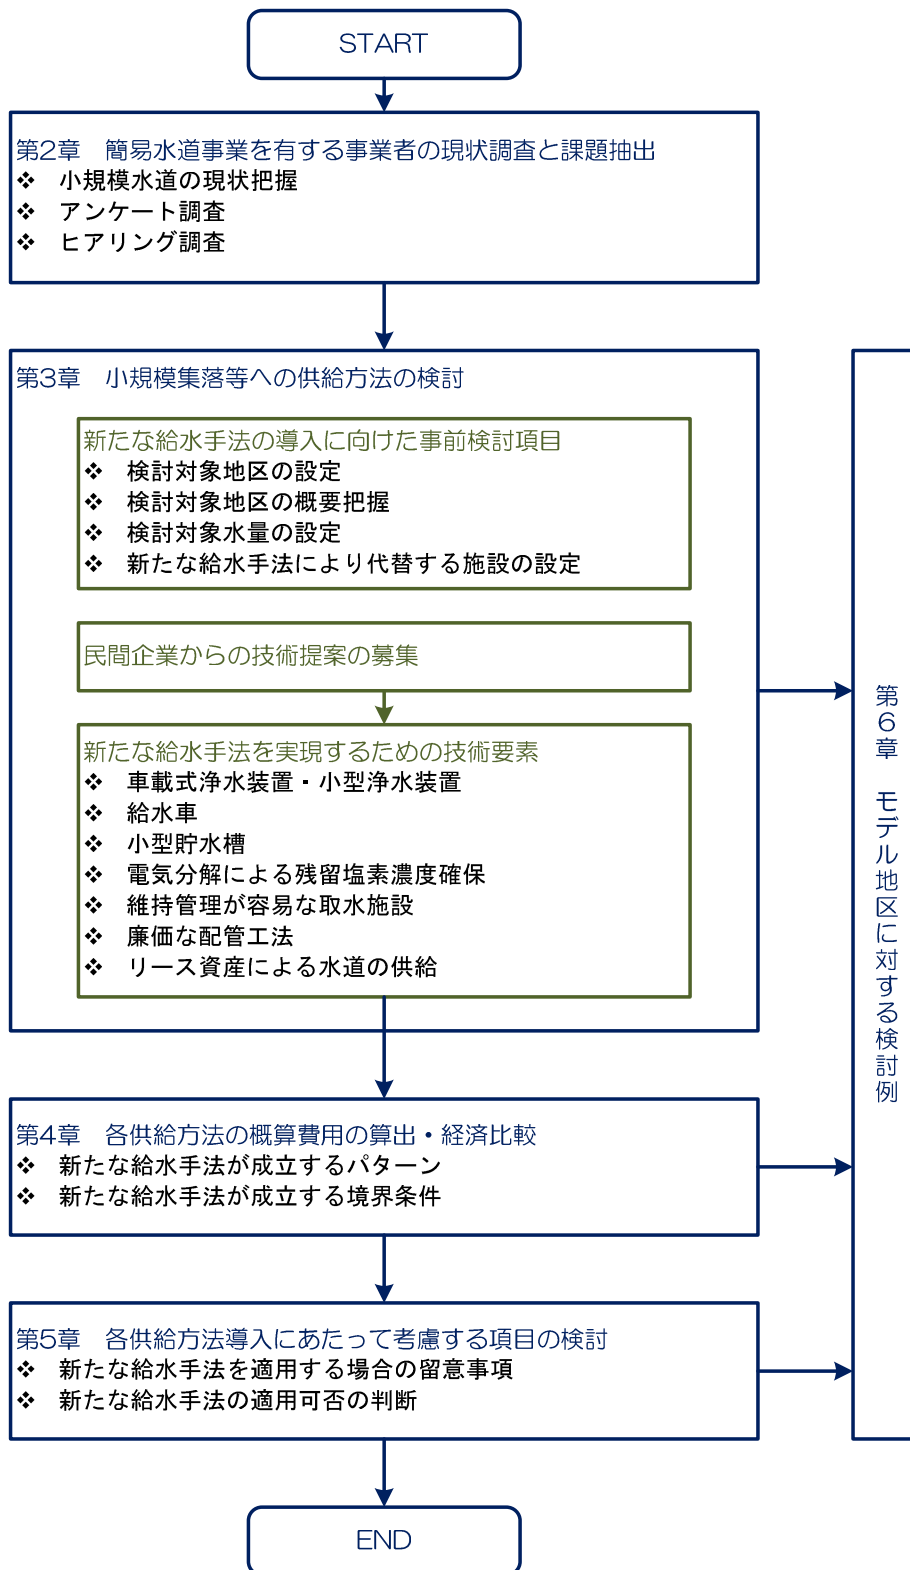 START
第2章　簡易水道事業を有する事業者の現状調査と課題抽出
❖　小規模水道の現状把握
❖　アンケート調査
❖　ヒアリング調査
第3章　小規模集落等への供給方法の検討
新たな給水手法の導入に向けた事前検討項目
❖　検討対象地区の設定
❖　検討対象地区の概要把握
❖　検討対象水量の設定
❖　新たな給水手法により代替する施設の設定
民間企業からの技術提案の募集
新たな給水手法を実現するための技術要素
❖　車載式浄水装置・小型浄水装置
❖　給水車
❖　小型貯水槽
❖　電気分解による残留塩素濃度確保
❖　維持管理が容易な取水施設
❖　廉価な配管工法
❖　リース資産による水道の供給
第4章　各供給方法の概算費用の算出・経済比較
❖　新たな給水手法が成立するパターン
❖　新たな給水手法が成立する境界条件
第5章　各供給方法導入にあたって考慮する項目の検討
❖　新たな給水手法を適用する場合の留意事項
❖　新たな給水手法の適用可否の判断
第6章　モデル地区に対する検討例
END